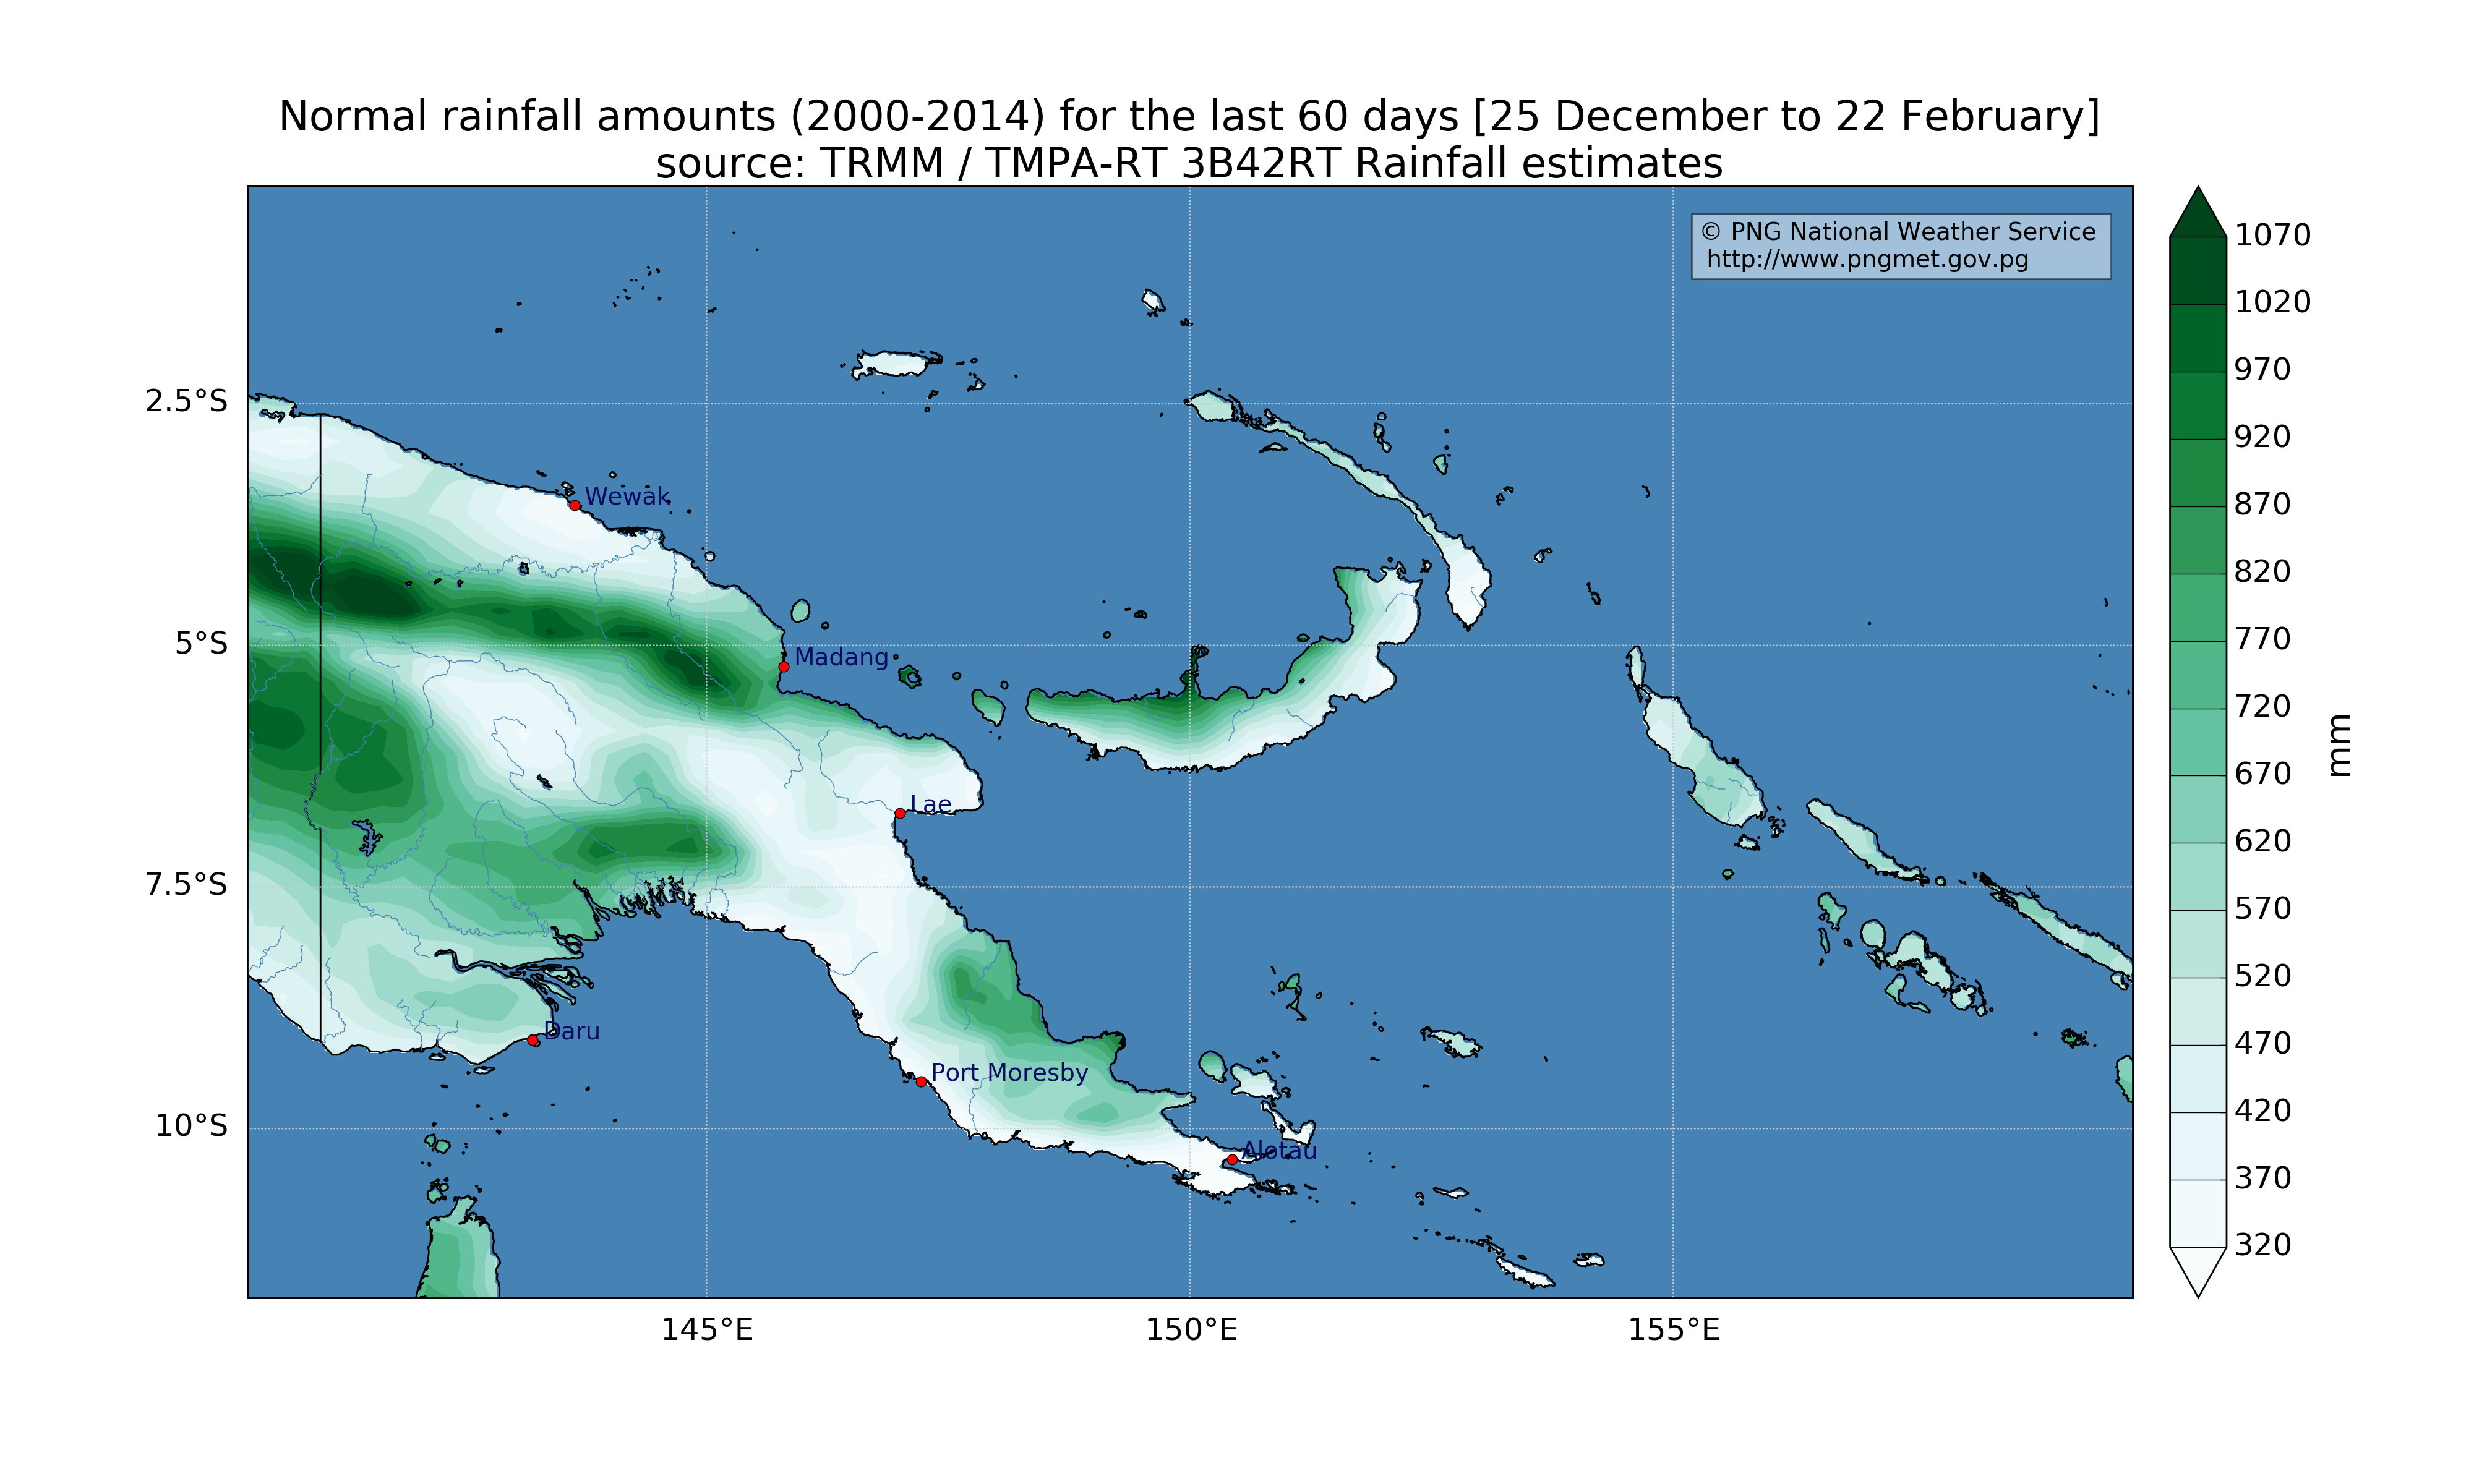 Normal rainfall amounts (2000-2014) for the last 60 days [25 December to 22 February]
source: TRMM / TMPA-RT 3B42RT Rainfall estimates
© PNG National Weather Service
http://www.pngmet.gov.pg
2.5°S
5°S
7.5°S
10°S
Wewak
Madang
Lae
Daru
Port Moresby
Alotau
145°E
150°E
155°E
1070
1020
970
920
870
820
770
720
670
620
570
520
470
420
370
320
mm